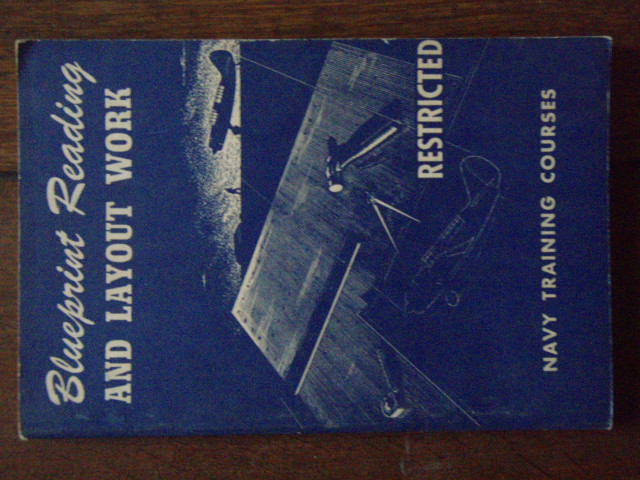 Blueprint Reading
AND LAYOUT WORK
RESTRICTED
NAVY TRAINING COURSES